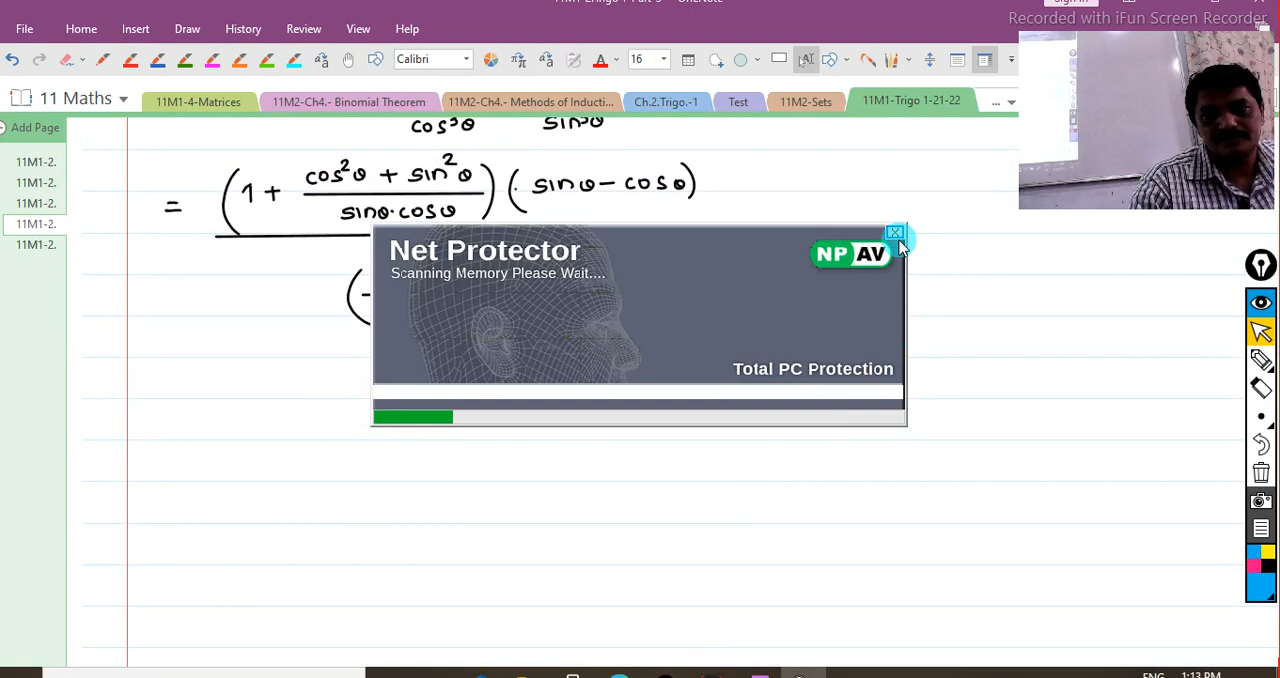 Recorded with iFun Screen Recorder
File Home Insert Draw History Review View Help
Calibri 16
11 Maths 11M1-4-Matrices 11M2-Ch4.- Binomial Theorem 11M2-Ch4.- Methods of Inducti... Ch.2.Trigo.-1 Test 11M2-Sets 11M1-Trigo 1-21-22 ...
Add Page
11M1-2.
11M1-2.
11M1-2.
11M1-2.
11M1-2.
cos³θ sin³θ
= (1 + cos²θ + sin²θ / sinθ·cosθ) (sinθ − cosθ)
Net Protector
Scanning Memory Please Wait....
NP AV
Total PC Protection
ENG 1:13 PM